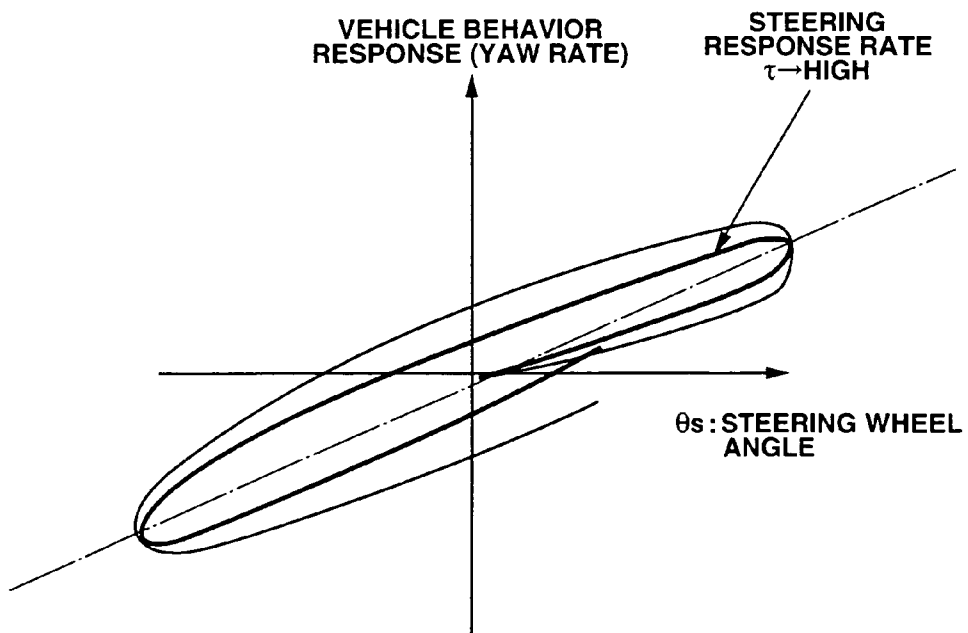 VEHICLE BEHAVIOR
RESPONSE (YAW RATE)
STEERING
RESPONSE RATE
τ→HIGH
θs : STEERING WHEEL
ANGLE